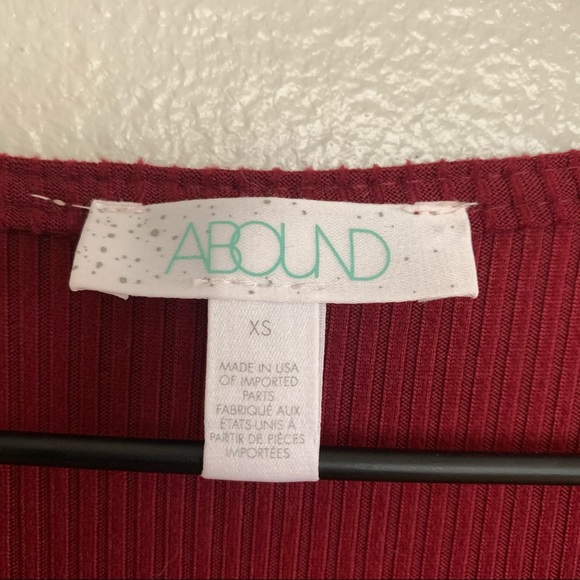 ABOUND
XS
MADE IN USA
OF IMPORTED
PARTS
FABRIQUÉ AUX
ÉTATS-UNIS À
PARTIR DE PIÈCES
IMPORTÉES